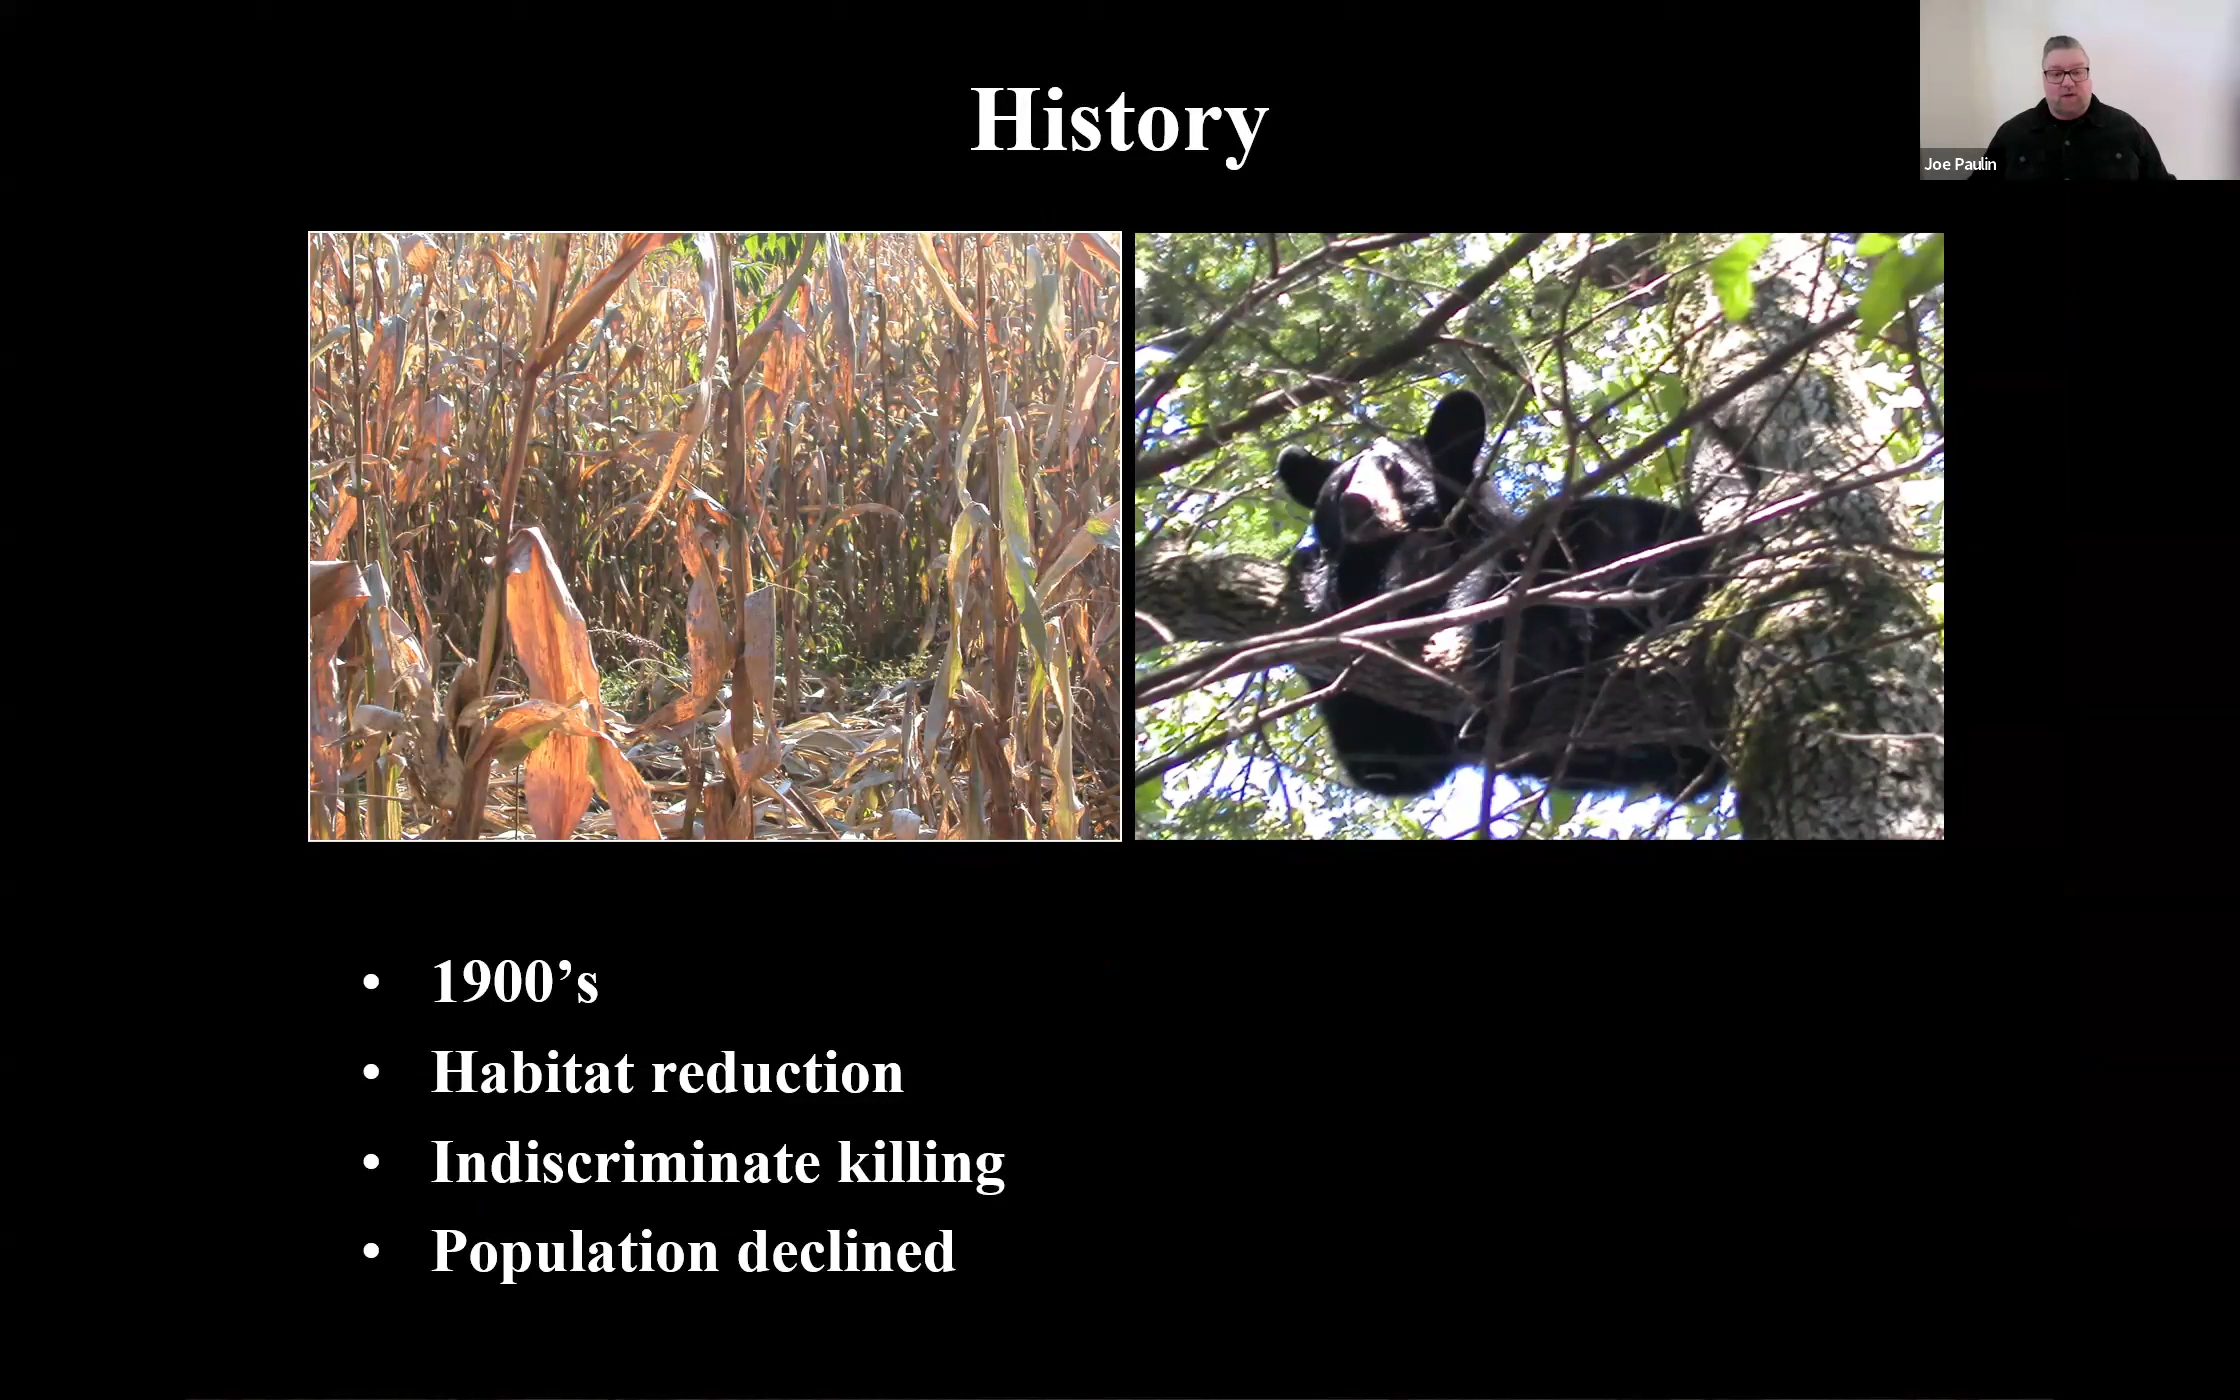 History
Joe Paulin
• 1900’s
• Habitat reduction
• Indiscriminate killing
• Population declined